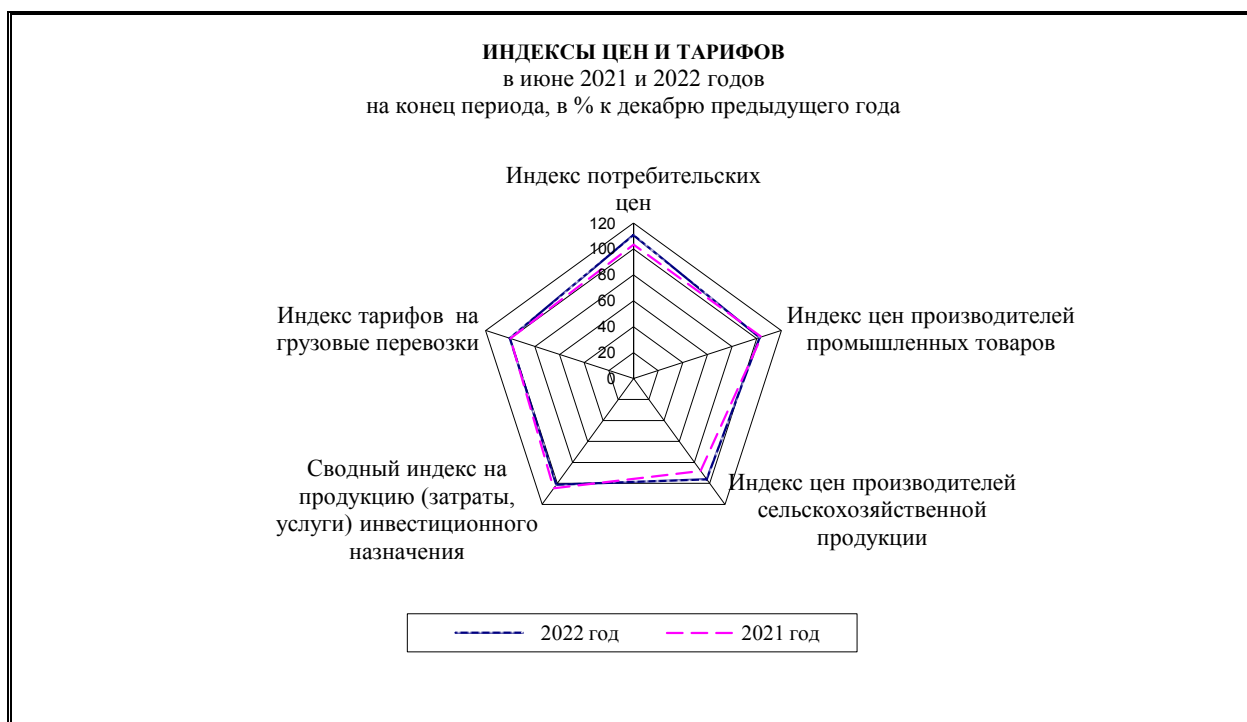 ИНДЕКСЫ ЦЕН И ТАРИФОВ
в июне 2021 и 2022 годов
на конец периода, в % к декабрю предыдущего года
Индекс потребительских
цен
120
100
80
60
40
20
0
Индекс тарифов на
грузовые перевозки
Индекс цен производителей
промышленных товаров
Сводный индекс на
продукцию (затраты,
услуги) инвестиционного
назначения
Индекс цен производителей
сельскохозяйственной
продукции
2022 год
2021 год